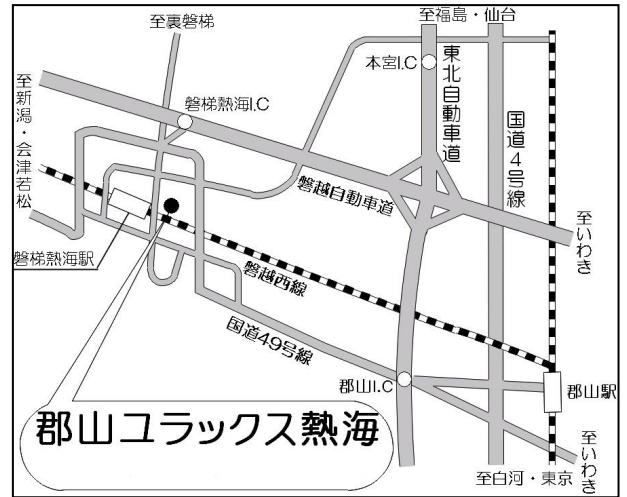 至福島・仙台
至裏磐梯
本宮I.C
東北自動車道
至新潟・会津若松
磐梯熱海I.C
国道4号線
磐越自動車道
至いわき
磐梯熱海駅
磐越西線
国道49号線
郡山I.C
郡山駅
郡山ユラックス熱海
至いわき
至白河・東京